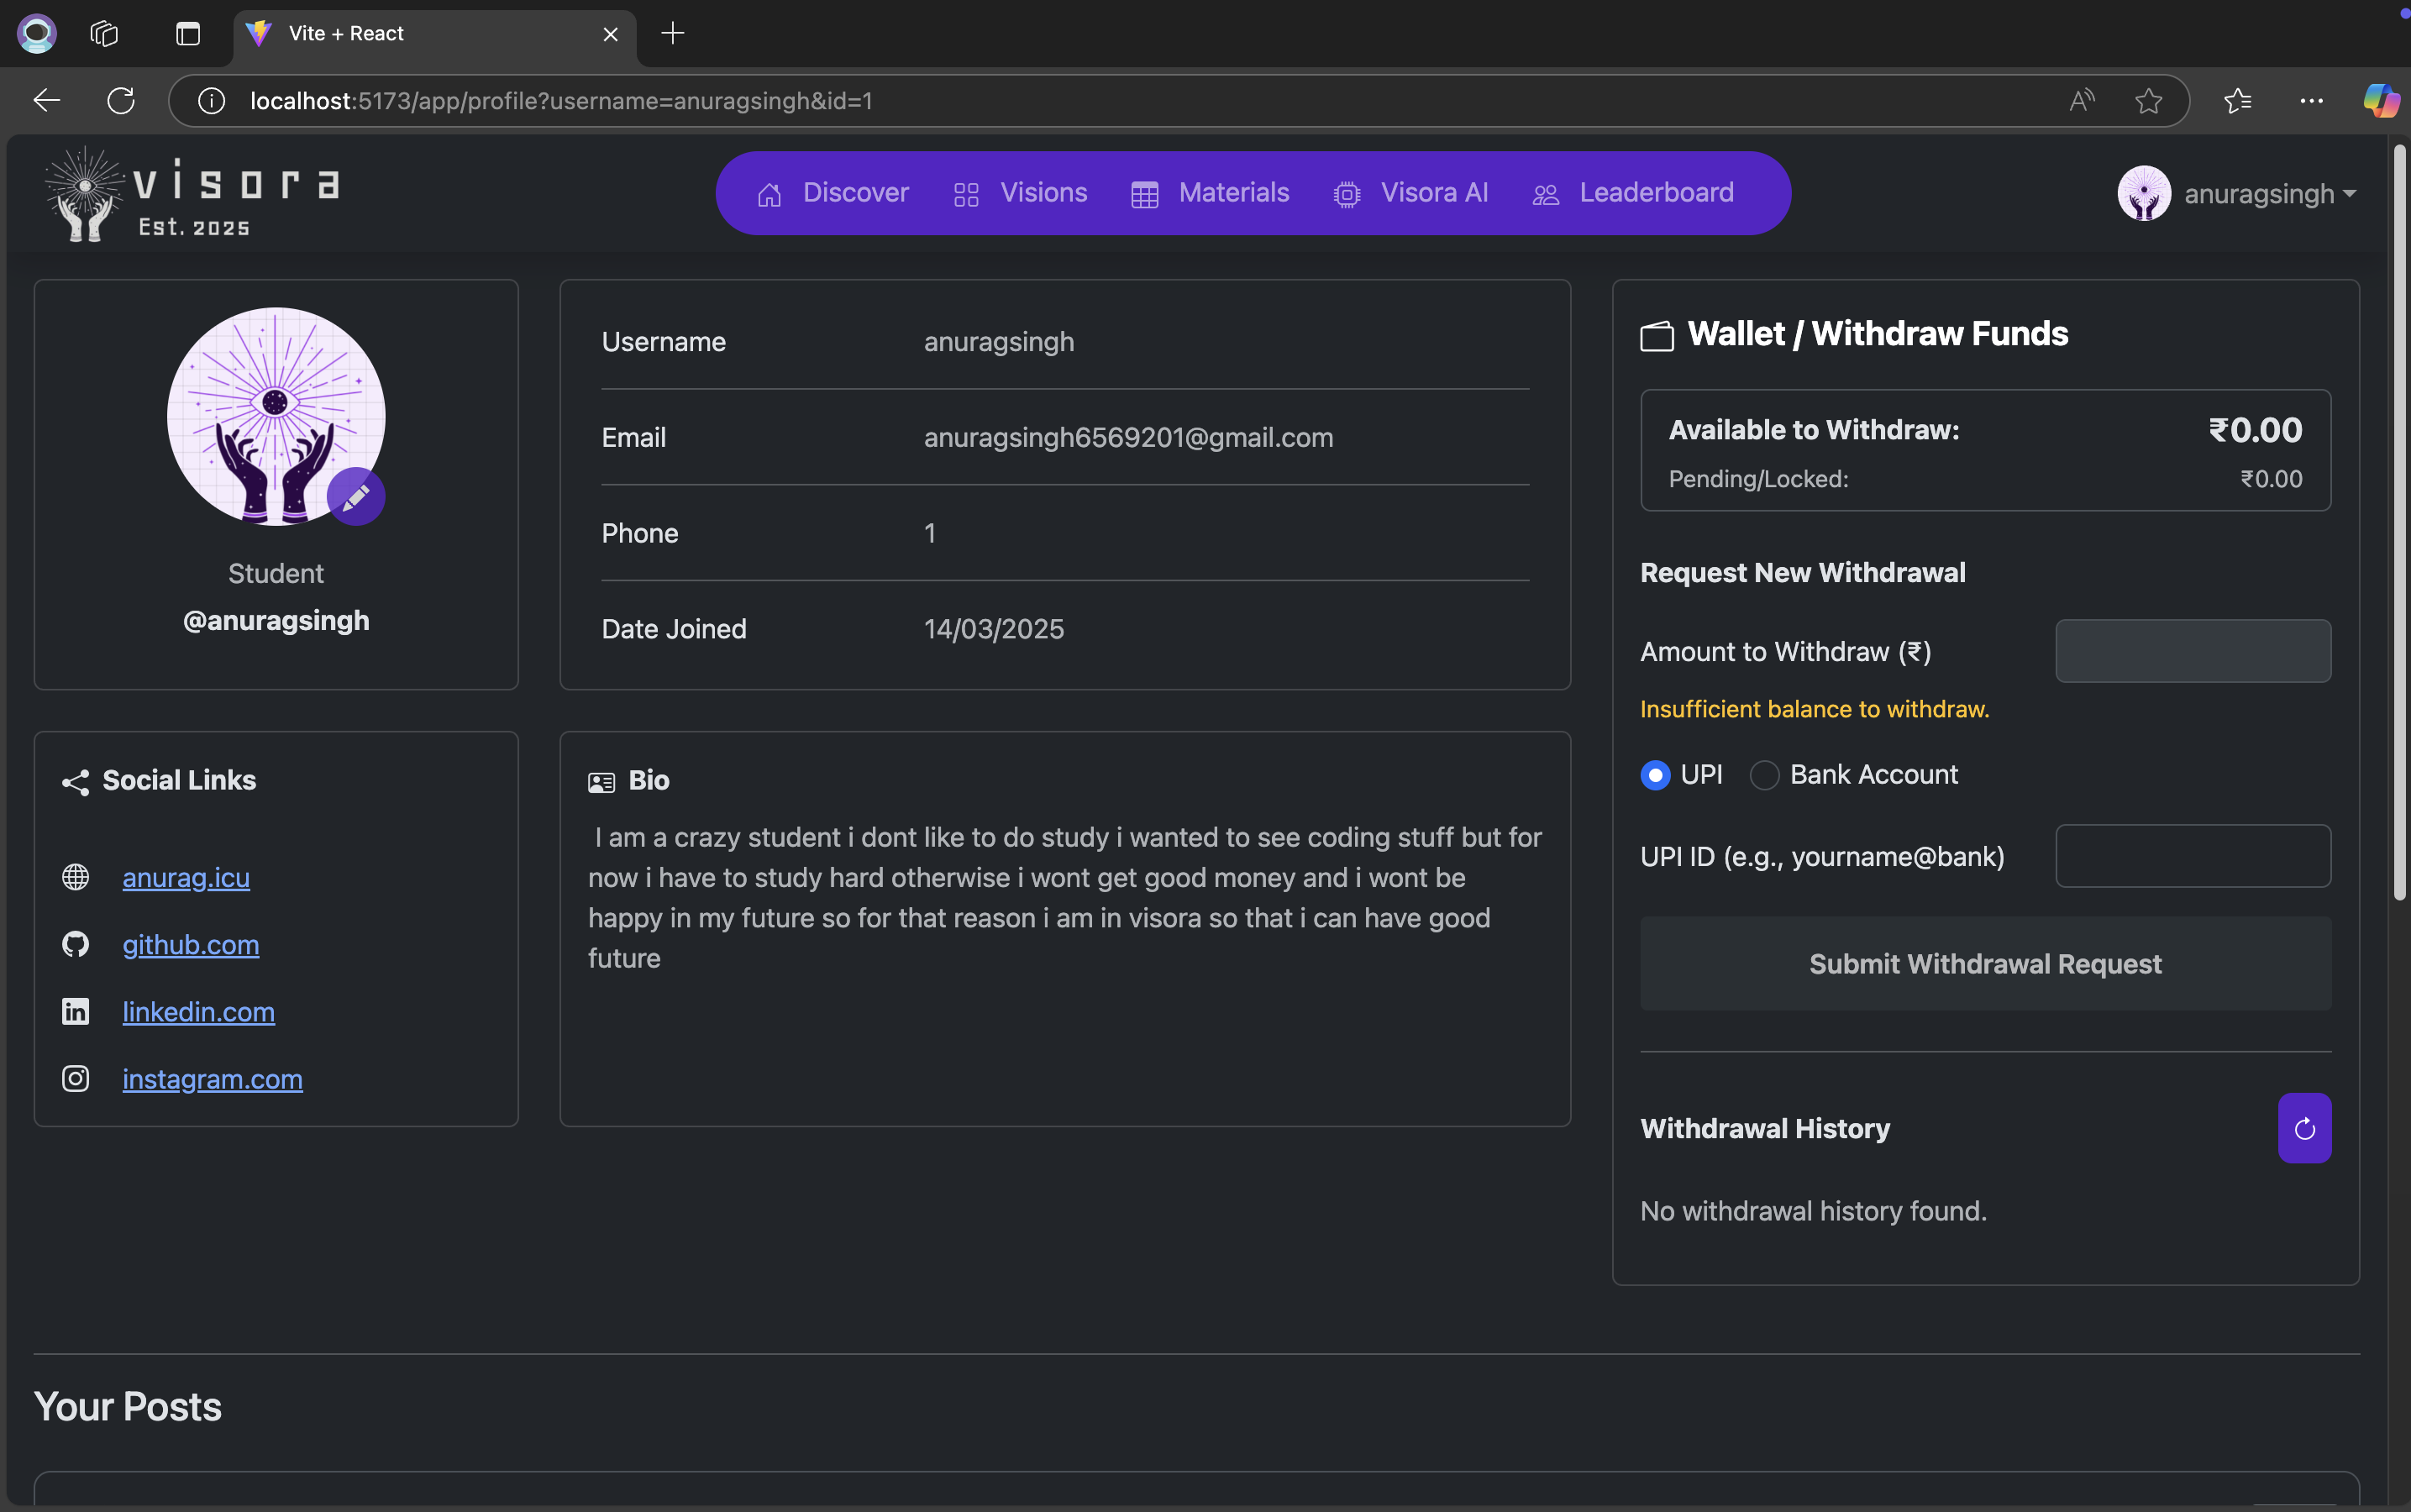 Vite + React
localhost:5173/app/profile?username=anuragsingh&id=1
visora
Est. 2025
Discover
Visions
Materials
Visora AI
Leaderboard
anuragsingh
Student
@anuragsingh
Username anuragsingh
Email anuragsingh6569201@gmail.com
Phone 1
Date Joined 14/03/2025
Social Links
anurag.icu
github.com
linkedin.com
instagram.com
Bio
I am a crazy student i dont like to do study i wanted to see coding stuff but for
now i have to study hard otherwise i wont get good money and i wont be
happy in my future so for that reason i am in visora so that i can have good
future
Wallet / Withdraw Funds
Available to Withdraw: ₹0.00
Pending/Locked: ₹0.00
Request New Withdrawal
Amount to Withdraw (₹)
Insufficient balance to withdraw.
UPI Bank Account
UPI ID (e.g., yourname@bank)
Submit Withdrawal Request
Withdrawal History
No withdrawal history found.
Your Posts